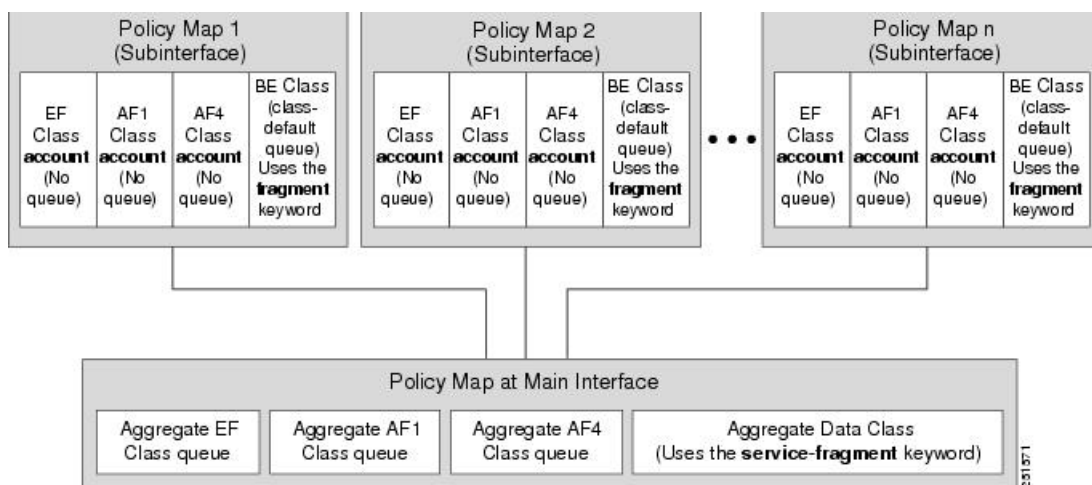 Policy Map 1
(Subinterface)
EF
Class
account
(No
queue)
AF1
Class
account
(No
queue)
AF4
Class
account
(No
queue)
BE Class
(class-
default
queue)
Uses the
fragment
keyword
Policy Map 2
(Subinterface)
EF
Class
account
(No
queue)
AF1
Class
account
(No
queue)
AF4
Class
account
(No
queue)
BE Class
(class-
default
queue)
Uses the
fragment
keyword
Policy Map n
(Subinterface)
EF
Class
account
(No
queue)
AF1
Class
account
(No
queue)
AF4
Class
account
(No
queue)
BE Class
(class-
default
queue)
Uses the
fragment
keyword
Policy Map at Main Interface
Aggregate EF
Class queue
Aggregate AF1
Class queue
Aggregate AF4
Class queue
Aggregate Data Class
(Uses the service-fragment keyword)
251571